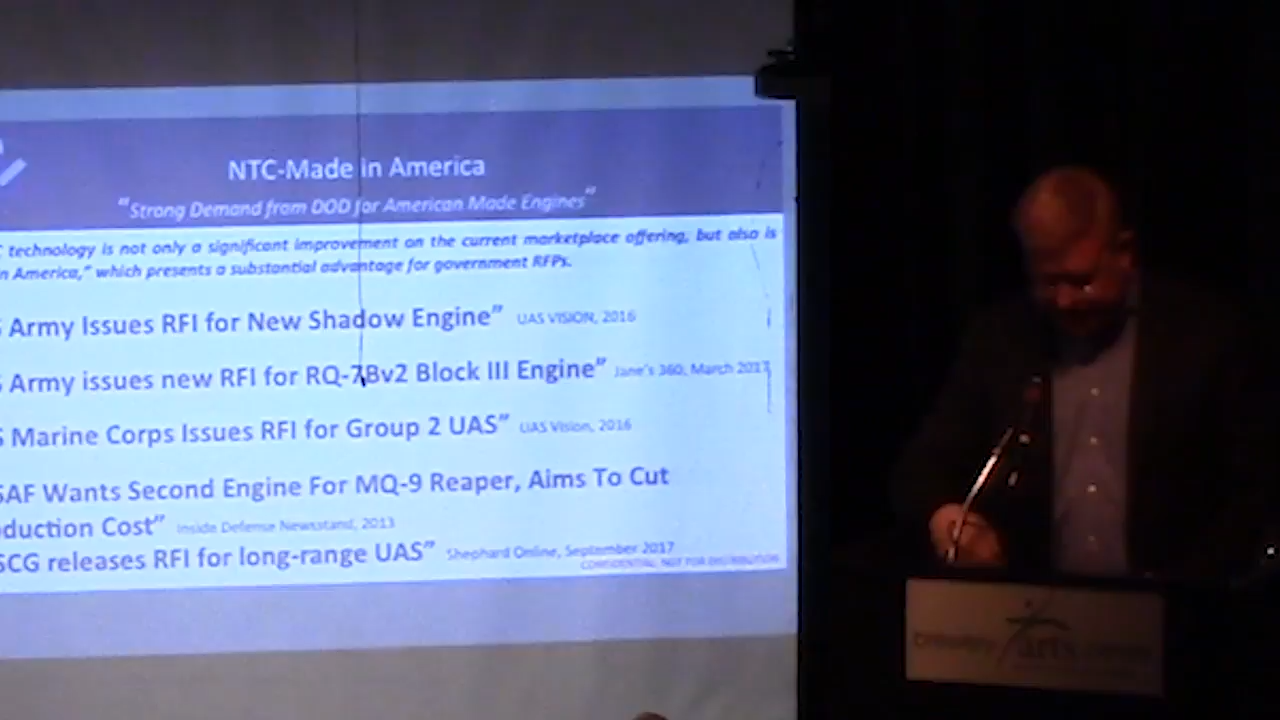 NTC-Made in America
"Strong Demand from DOD for American Made Engines"
technology is not only a significant improvement on the current marketplace offering, but also is
n America," which presents a substantial advantage for government RFPs.
S Army Issues RFI for New Shadow Engine" UAS VISION, 2016
S Army issues new RFI for RQ-7Bv2 Block III Engine" Jane's 360, March 2017
S Marine Corps Issues RFI for Group 2 UAS" UAS Vision, 2016
SAF Wants Second Engine For MQ-9 Reaper, Aims To Cut
duction Cost" Inside Defense Newsstand, 2013
SCG releases RFI for long-range UAS" Shephard Online, September 2017
CONFIDENTIAL, NOT FOR DISTRIBUTION
arts